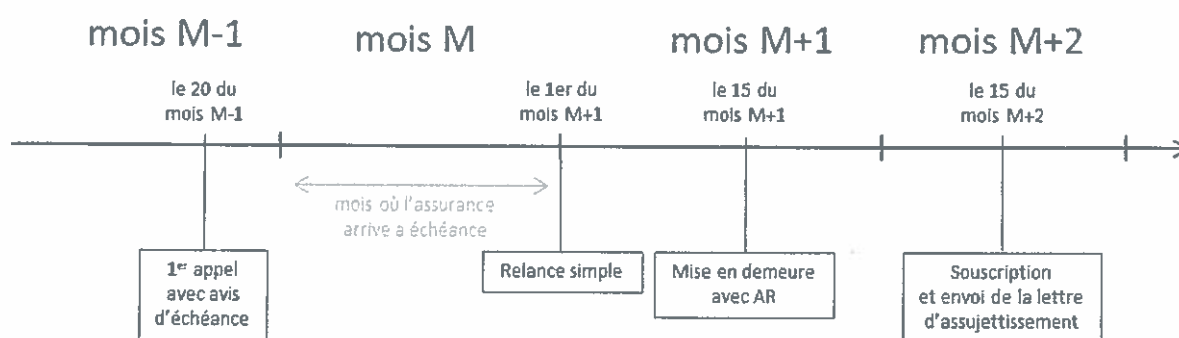 mois M-1
mois M
mois M+1
mois M+2
le 20 du
mois M-1
le 1er du
mois M+1
le 15 du
mois M+1
le 15 du
mois M+2
mois où l'assurance
arrive a échéance
1er appel
avec avis
d'échéance
Relance simple
Mise en demeure
avec AR
Souscription
et envoi de la lettre
d'assujettissement